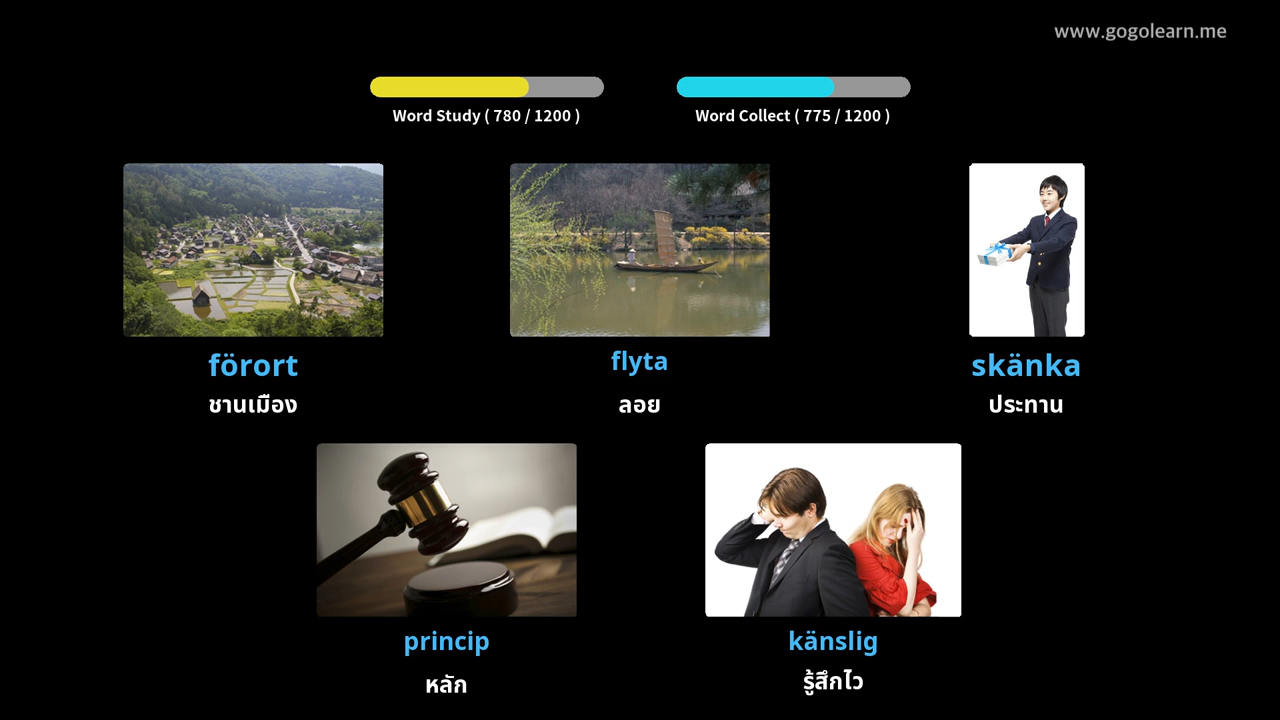 www.gogolearn.me
Word Study ( 780 / 1200 )
Word Collect ( 775 / 1200 )
förort
flyta
skänka
ชานเมือง
ลอย
ประทาน
princip
känslig
หลัก
รู้สึกไว